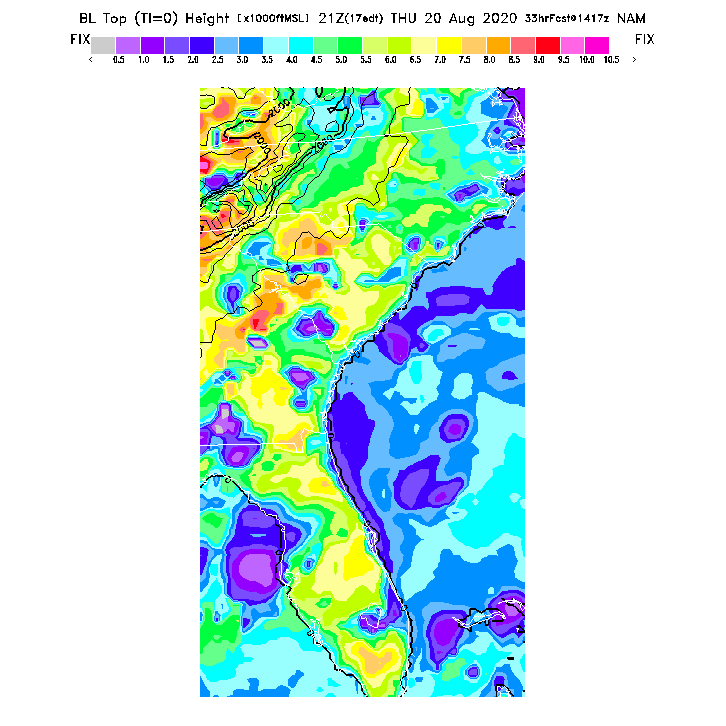 BL Top (TI=0) Height [x1000ftMSL] 21Z(17edt) THU 20 Aug 2020 33hrFcst@1417z NAM
FIX FIX
< 0.5 1.0 1.5 2.0 2.5 3.0 3.5 4.0 4.5 5.0 5.5 6.0 6.5 7.0 7.5 8.0 8.5 9.0 9.5 10.0 10.5 >
2000
2000